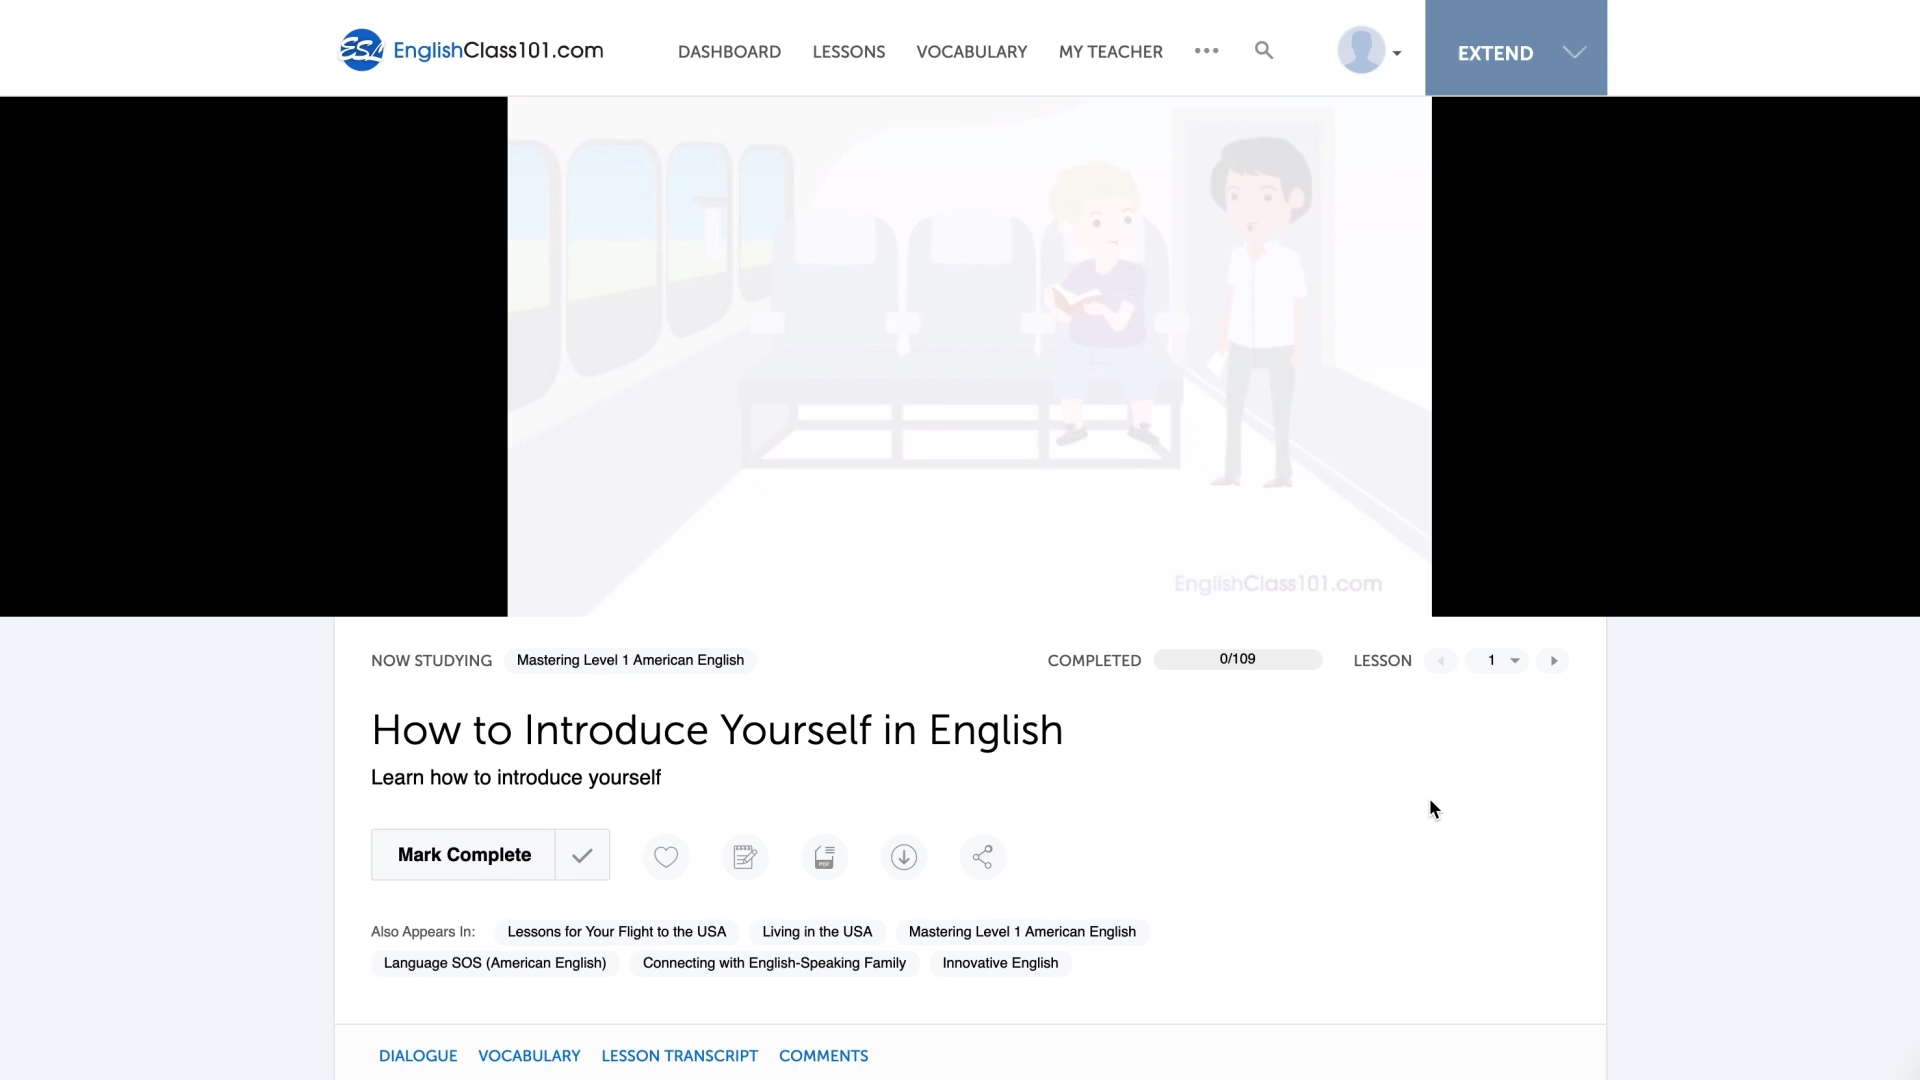 ESL EnglishClass101.com DASHBOARD LESSONS VOCABULARY MY TEACHER EXTEND
EnglishClass101.com
NOW STUDYING Mastering Level 1 American English COMPLETED 0/109 LESSON 1
How to Introduce Yourself in English
Learn how to introduce yourself
Mark Complete PDF
Also Appears In: Lessons for Your Flight to the USA Living in the USA Mastering Level 1 American English
Language SOS (American English) Connecting with English-Speaking Family Innovative English
DIALOGUE VOCABULARY LESSON TRANSCRIPT COMMENTS